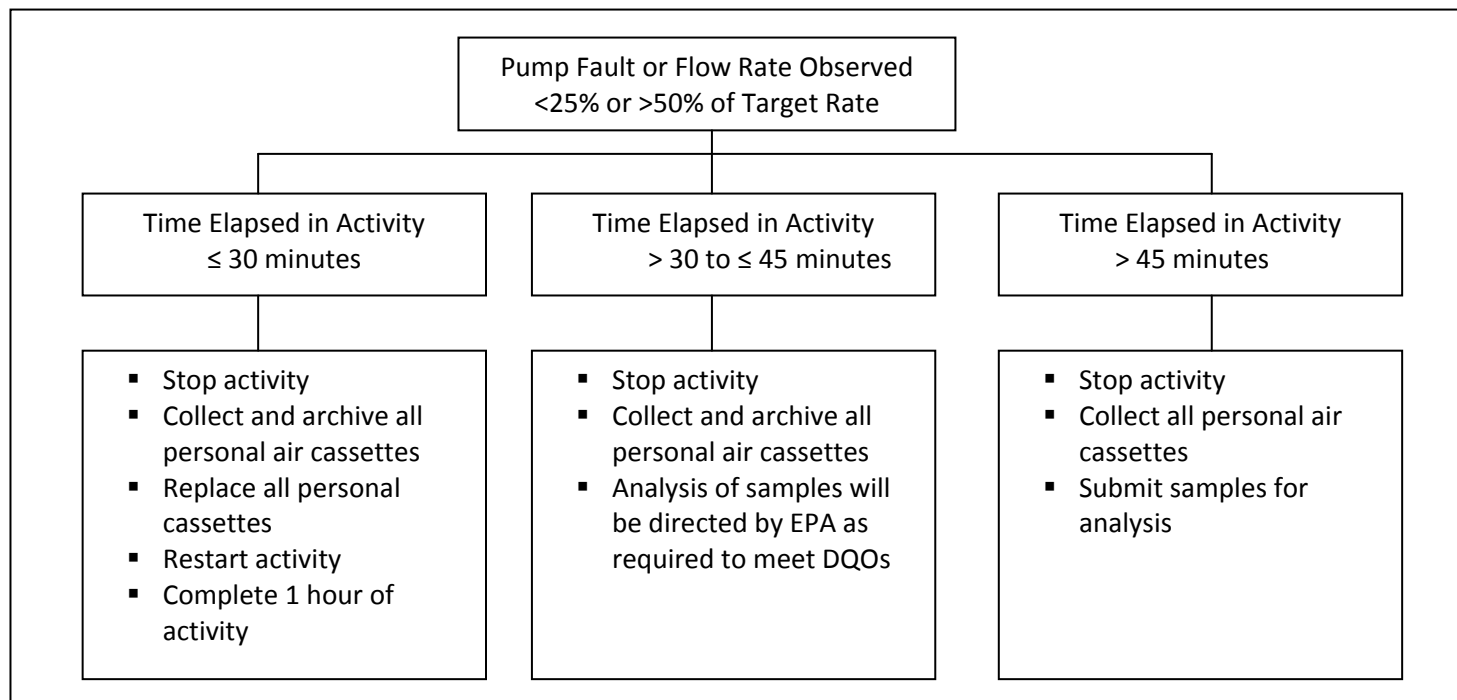 Pump Fault or Flow Rate Observed
<25% or >50% of Target Rate
Time Elapsed in Activity
≤ 30 minutes
Time Elapsed in Activity
> 30 to ≤ 45 minutes
Time Elapsed in Activity
> 45 minutes
▪ Stop activity
▪ Collect and archive all
personal air cassettes
▪ Replace all personal
cassettes
▪ Restart activity
▪ Complete 1 hour of
activity
▪ Stop activity
▪ Collect and archive all
personal air cassettes
▪ Analysis of samples will
be directed by EPA as
required to meet DQOs
▪ Stop activity
▪ Collect all personal air
cassettes
▪ Submit samples for
analysis